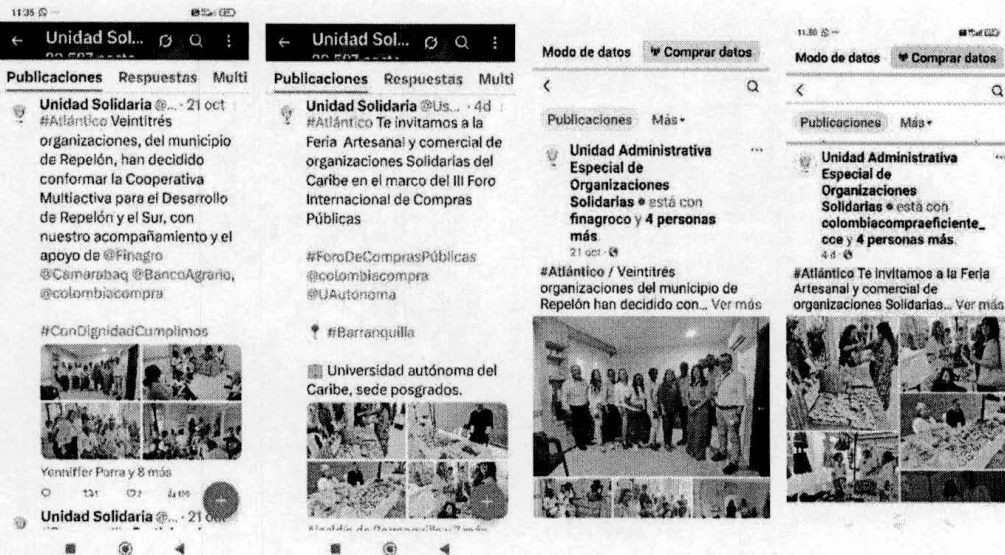 11:35
← Unidad Sol...
Publicaciones Respuestas Multi
Unidad Solidaria @... · 21 oct
#Atlántico Veintitrés
organizaciones, del municipio
de Repelón, han decidido
conformar la Cooperativa
Multiactiva para el Desarrollo
de Repelón y el Sur, con
nuestro acompañamiento y el
apoyo de @Finagro
@Camarabaq @BancoAgrario,
@colombiacompra
#ConDignidadCumplimos
Yenniffer Parra y 8 más
Unidad Solidaria @... · 21
← Unidad Sol...
Publicaciones Respuestas Multi
Unidad Solidaria @Us... · 4d
#Atlántico Te invitamos a la
Feria Artesanal y comercial de
organizaciones Solidarias del
Caribe en el marco del III Foro
Internacional de Compras
Públicas
#ForoDeComprasPúblicas
@colombiacompra
@UAutonoma
#Barranquilla
Universidad autónoma del
Caribe, sede posgrados.
Modo de datos Comprar datos
Publicaciones Más
Unidad Administrativa
Especial de
Organizaciones
Solidarias está con
finagroco y 4 personas
más.
21 oct ·
#Atlántico / Veintitrés
organizaciones del municipio de
Repelón han decidido con... Ver más
11:36
Modo de datos Comprar datos
Publicaciones Más
Unidad Administrativa
Especial de
Organizaciones
Solidarias está con
colombiacompraeficiente_
cce y 4 personas más.
4 d ·
#Atlántico Te invitamos a la Feria
Artesanal y comercial de
organizaciones Solidarias... Ver más